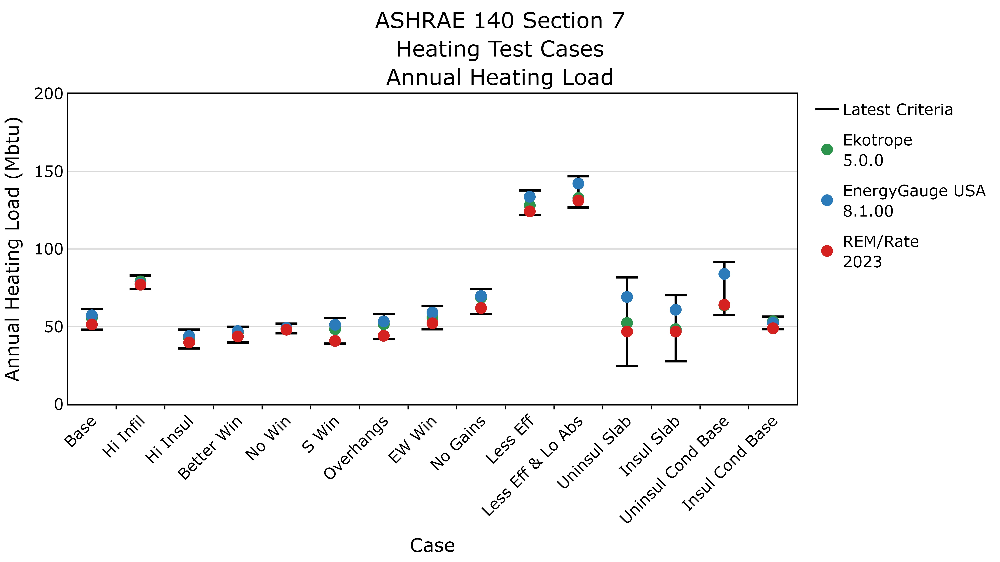 ASHRAE 140 Section 7
Heating Test Cases
Annual Heating Load
Annual Heating Load (Mbtu)
200
150
100
50
0
Base
Hi Infil
Hi Insul
Better Win
No Win
S Win
Overhangs
EW Win
No Gains
Less Eff
Less Eff & Lo Abs
Uninsul Slab
Insul Slab
Uninsul Cond Base
Insul Cond Base
Case
Latest Criteria
Ekotrope
5.0.0
EnergyGauge USA
8.1.00
REM/Rate
2023